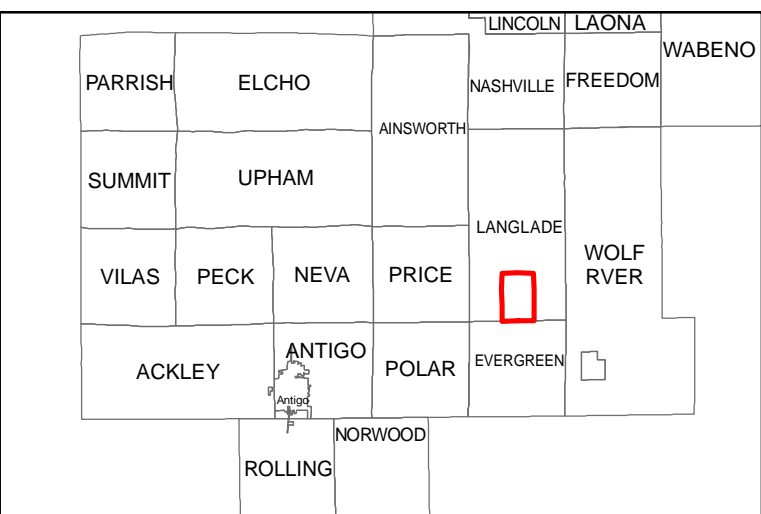 LINCOLN
LAONA
WABENO
PARRISH
ELCHO
NASHVILLE
FREEDOM
AINSWORTH
SUMMIT
UPHAM
LANGLADE
WOLF
RVER
VILAS
PECK
NEVA
PRICE
ANTIGO
ACKLEY
POLAR
EVERGREEN
Antigo
NORWOOD
ROLLING